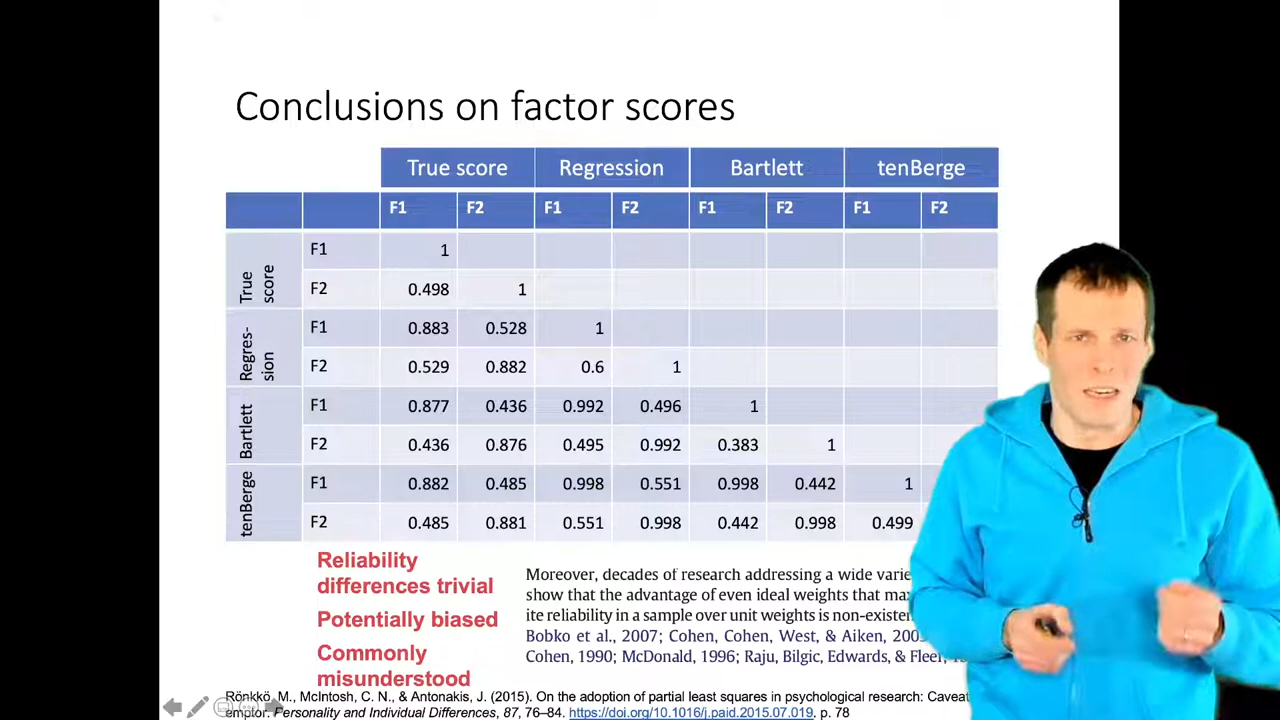 Conclusions on factor scores
True score Regression Bartlett tenBerge
F1 F2 F1 F2 F1 F2 F1 F2
True score
F1 1
F2 0.498 1
Regres-sion
F1 0.883 0.528 1
F2 0.529 0.882 0.6 1
Bartlett
F1 0.877 0.436 0.992 0.496 1
F2 0.436 0.876 0.495 0.992 0.383 1
tenBerge
F1 0.882 0.485 0.998 0.551 0.998 0.442 1
F2 0.485 0.881 0.551 0.998 0.442 0.998 0.499
Reliability
differences trivial
Potentially biased
Commonly
misunderstood
Moreover, decades of research addressing a wide
show that the advantage of even ideal weights that
ite reliability in a sample over unit weights is
Bobko et al., 2007; Cohen, Cohen, West, & Aiken,
Cohen, 1990; McDonald, 1996; Raju, Bilgic, Edwards, & Fleer,
Rönkkö, M., McIntosh, C. N., & Antonakis, J. (2015). On the adoption of partial least squares in psychological research: Caveat
emptor. Personality and Individual Differences, 87, 76–84. https://doi.org/10.1016/j.paid.2015.07.019. p. 78